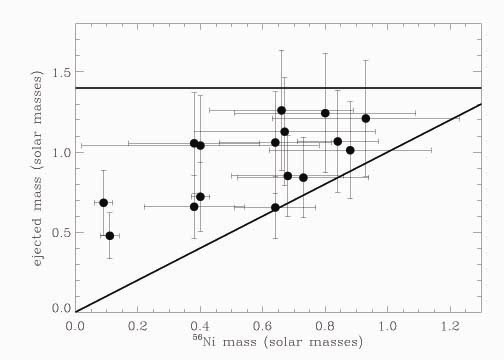 ejected mass (solar masses)
1.5
1.0
0.5
0.0
0.0 0.2 0.4 0.6 0.8 1.0 1.2
⁵⁶Ni mass (solar masses)